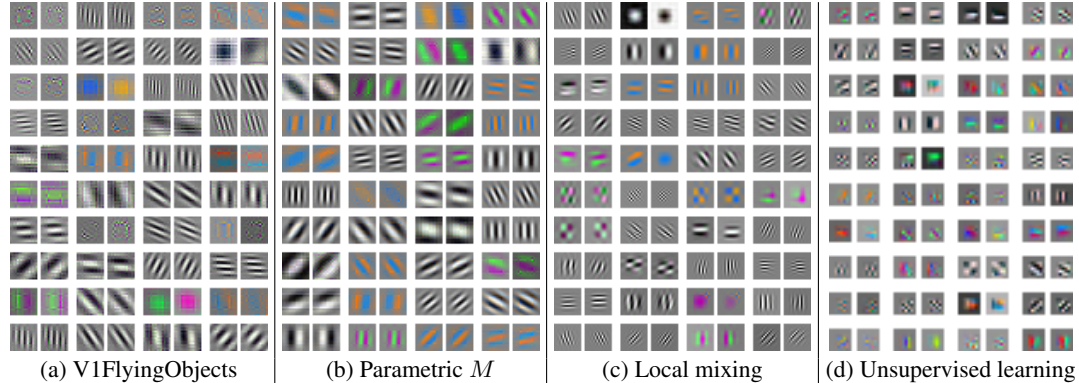 (a) V1FlyingObjects
(b) Parametric M
(c) Local mixing
(d) Unsupervised learning